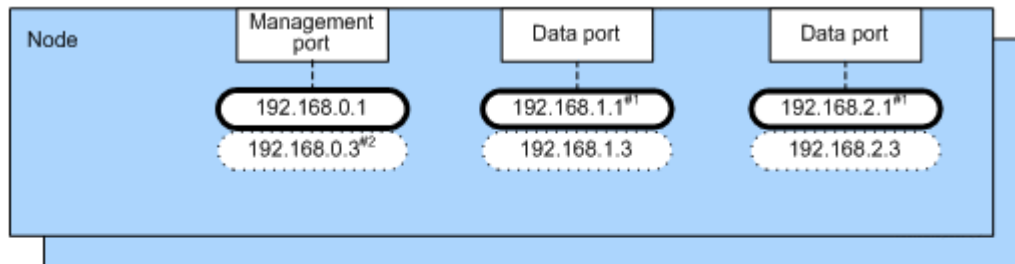 Node
Management
port
Data port
Data port
192.168.0.1
192.168.1.1#1
192.168.2.1#1
192.168.0.3#2
192.168.1.3
192.168.2.3